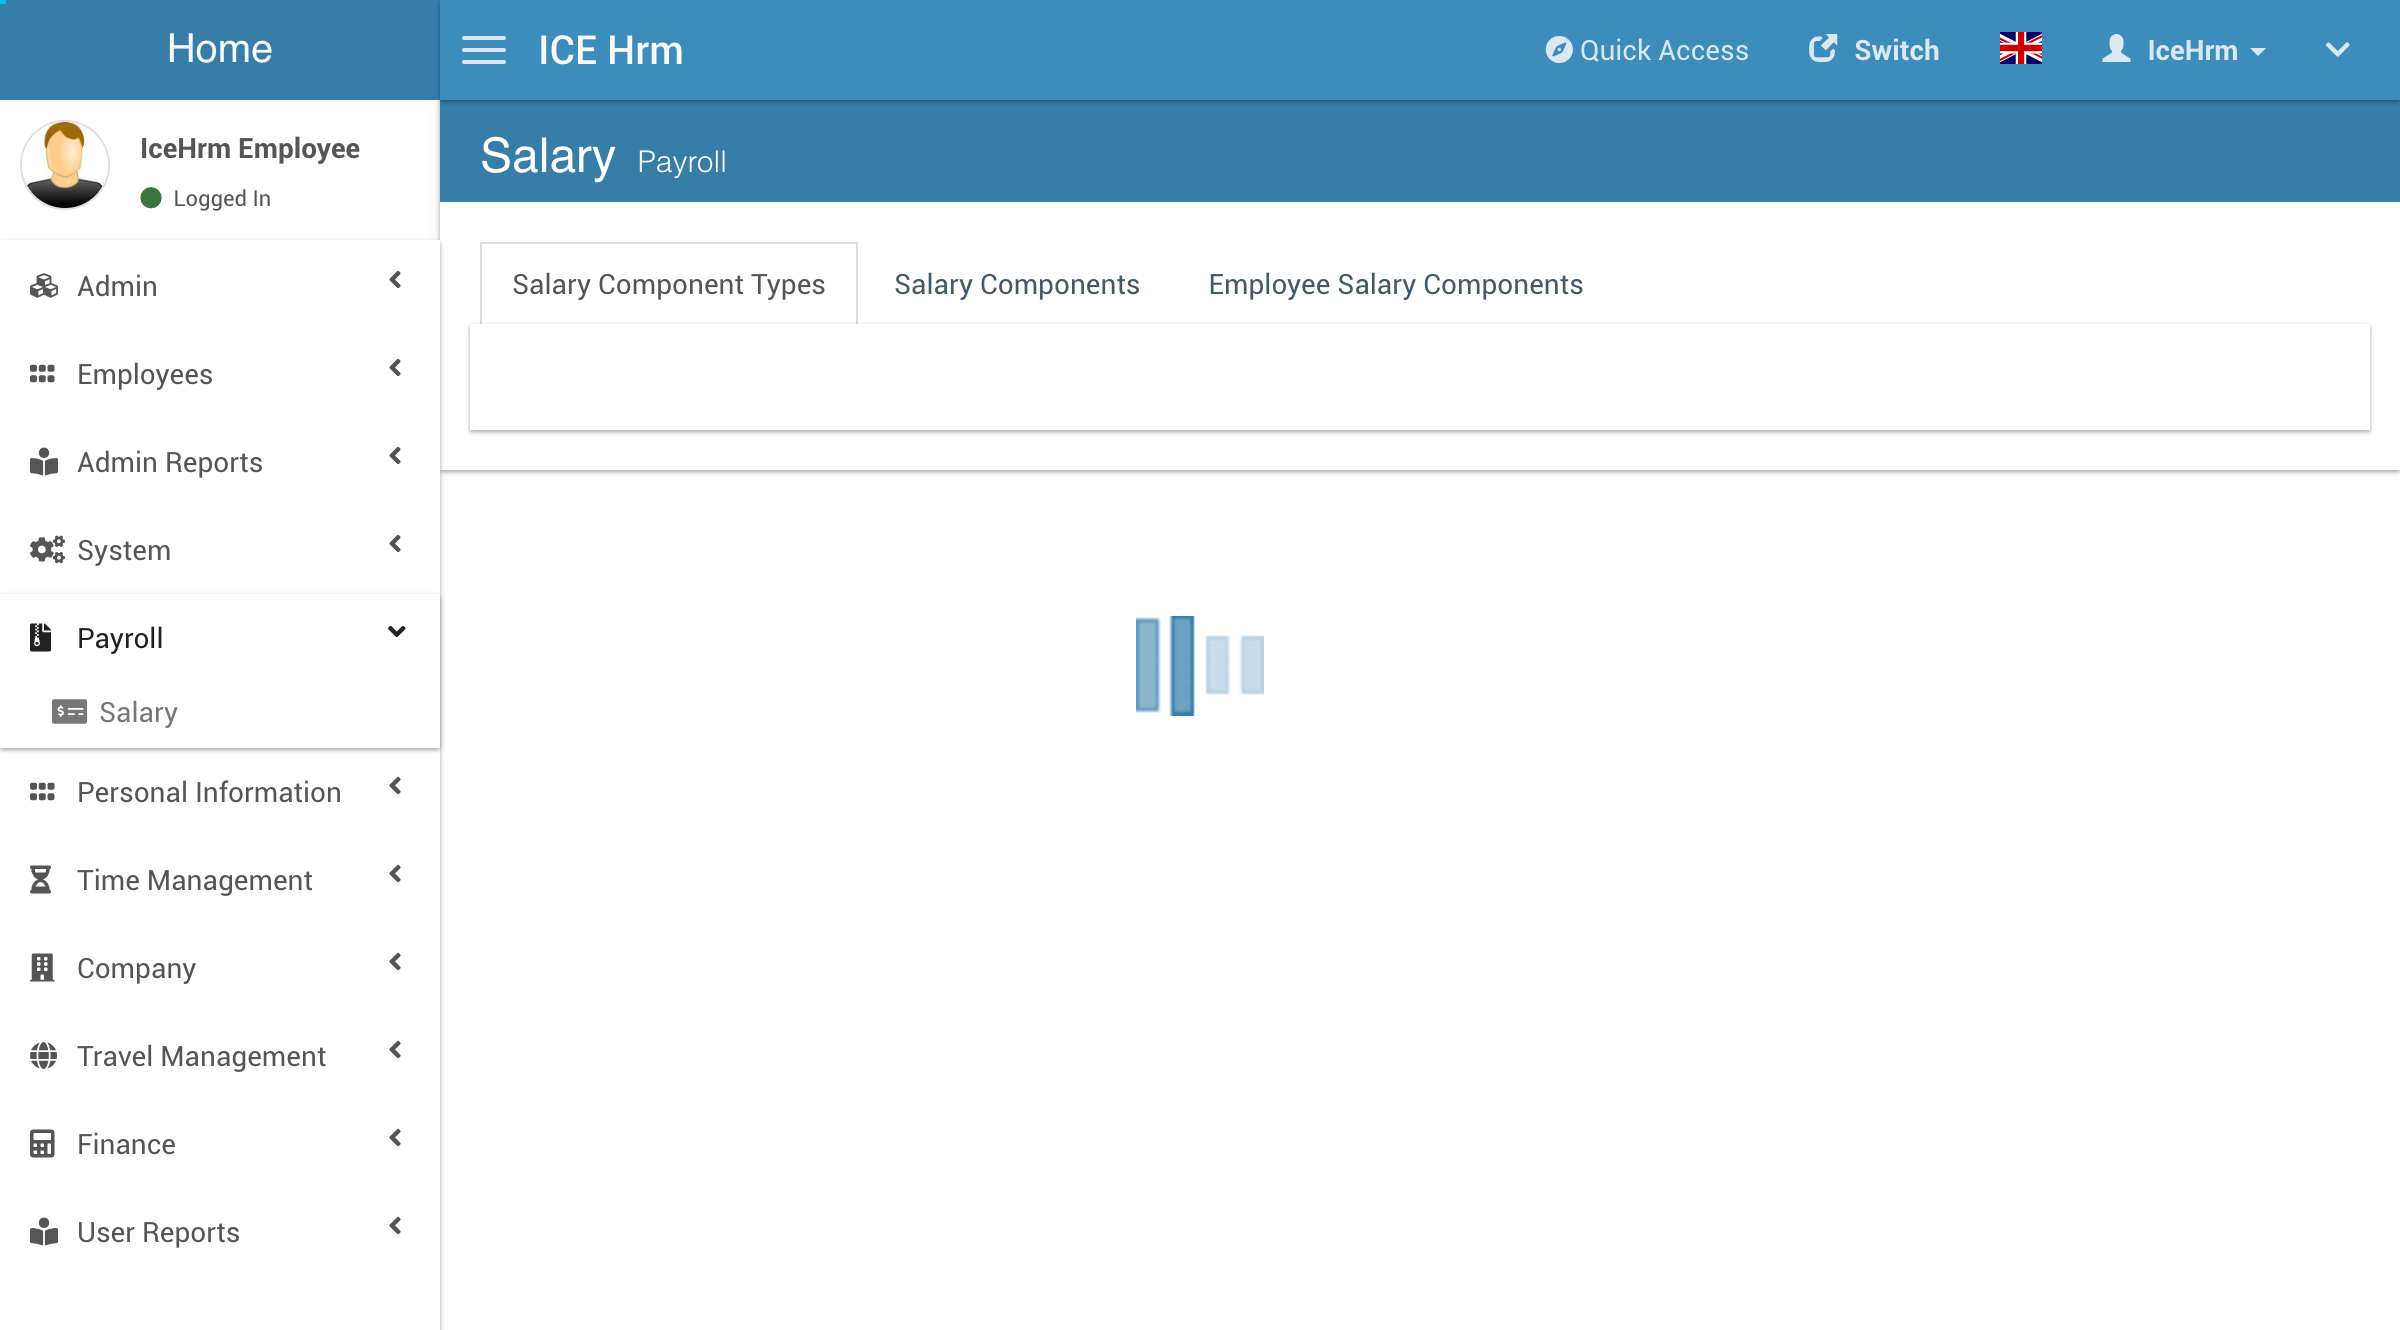 Home
ICE Hrm
Quick Access
Switch
IceHrm
IceHrm Employee
Logged In
Salary Payroll
Salary Component Types
Salary Components
Employee Salary Components
Admin
Employees
Admin Reports
System
Payroll
Salary
Personal Information
Time Management
Company
Travel Management
Finance
User Reports